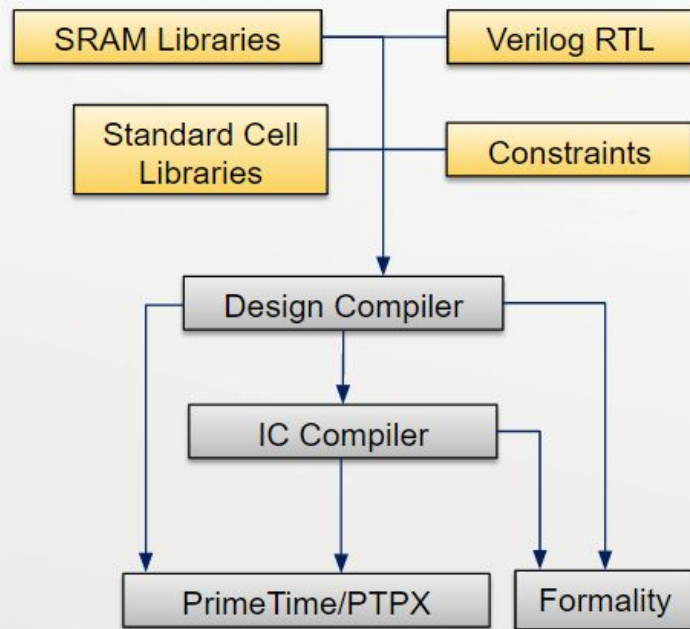 SRAM Libraries
Verilog RTL
Standard Cell
Libraries
Constraints
Design Compiler
IC Compiler
PrimeTime/PTPX
Formality